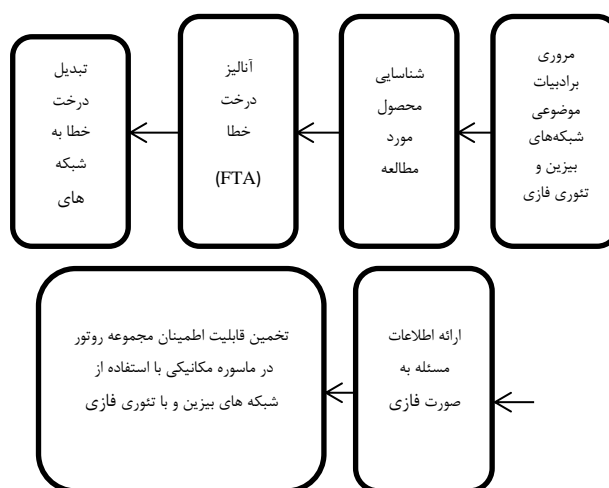 مروری
برادبیات
موضوعی
شبکه‌های
بیزین و
تئوری فازی
شناسایی
محصول
مورد
مطالعه
آنالیز
درخت
خطا
(FTA)
تبدیل
درخت
خطا به
شبکه
های
ارائه اطلاعات
مسئله به
صورت فازی
تخمین قابلیت اطمینان مجموعه روتور
در ماسوره مکانیکی با استفاده از
شبکه های بیزین و با تئوری فازی